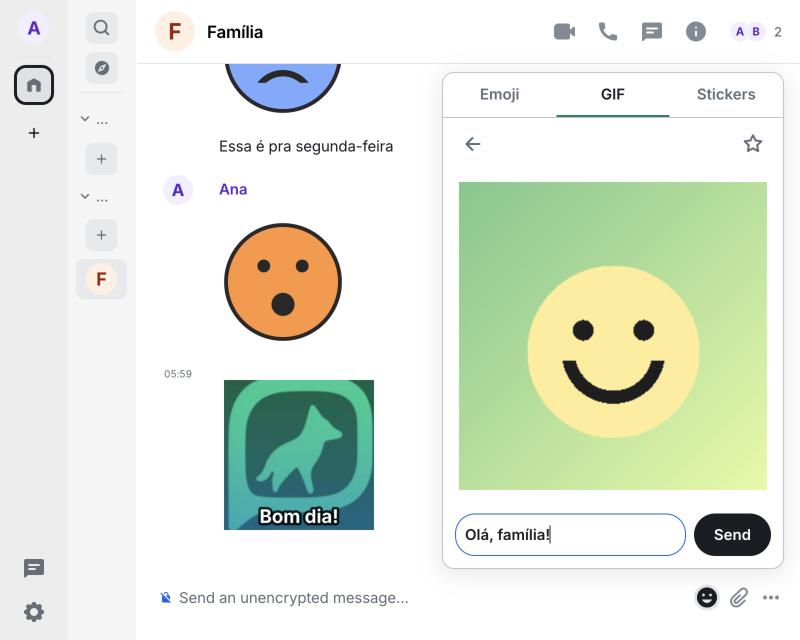 A
Família
A B 2
...
...
F
F
Essa é pra segunda-feira
A Ana
05:59
Bom dia!
Emoji GIF Stickers
Olá, família!
Send
Send an unencrypted message...